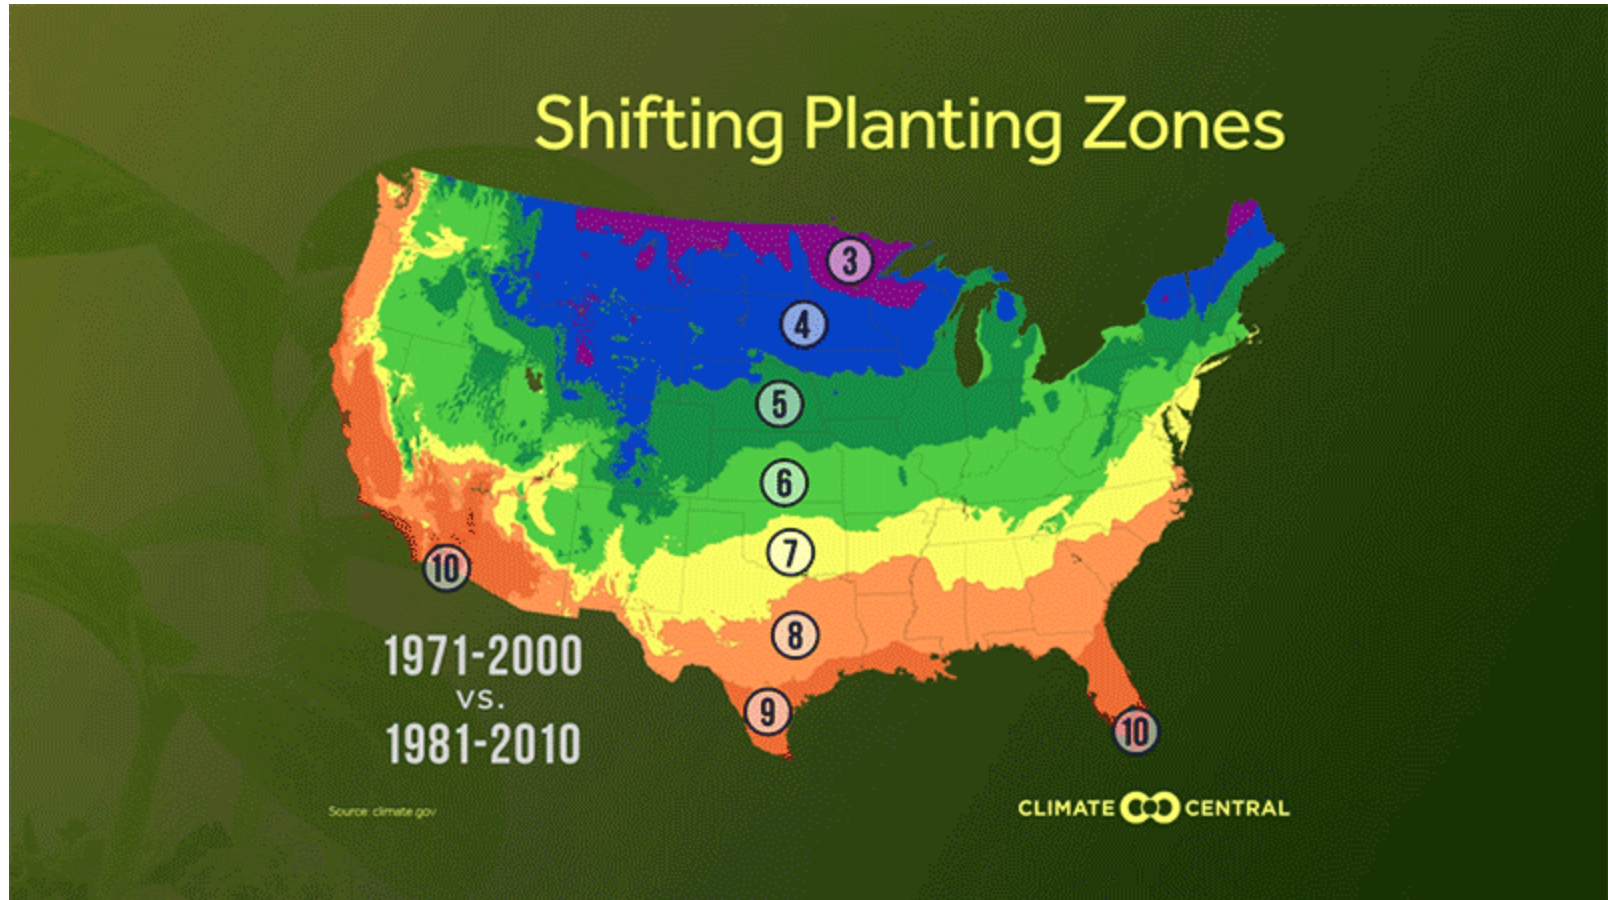 Shifting Planting Zones
3
4
5
6
7
8
9
10
10
1971-2000
vs.
1981-2010
Source: climate.gov
CLIMATE CENTRAL